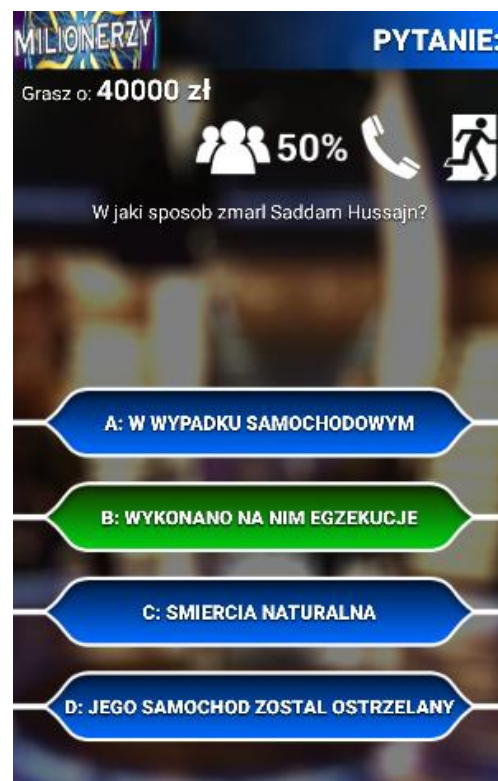 MILIONERZY
PYTANIE:
Grasz o: 40000 zł
50%
W jaki sposob zmarl Saddam Hussajn?
A: W WYPADKU SAMOCHODOWYM
B: WYKONANO NA NIM EGZEKUCJE
C: SMIERCIA NATURALNA
D: JEGO SAMOCHOD ZOSTAL OSTRZELANY